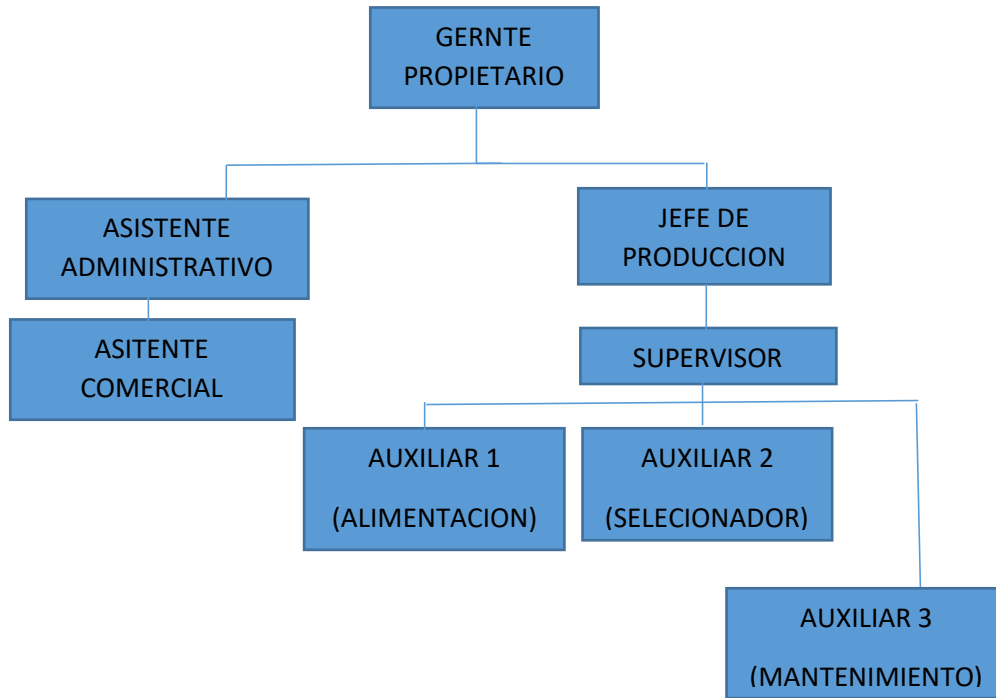 GERNTE
PROPIETARIO
ASISTENTE
ADMINISTRATIVO
JEFE DE
PRODUCCION
ASITENTE
COMERCIAL
SUPERVISOR
AUXILIAR 1
(ALIMENTACION)
AUXILIAR 2
(SELECIONADOR)
AUXILIAR 3
(MANTENIMIENTO)